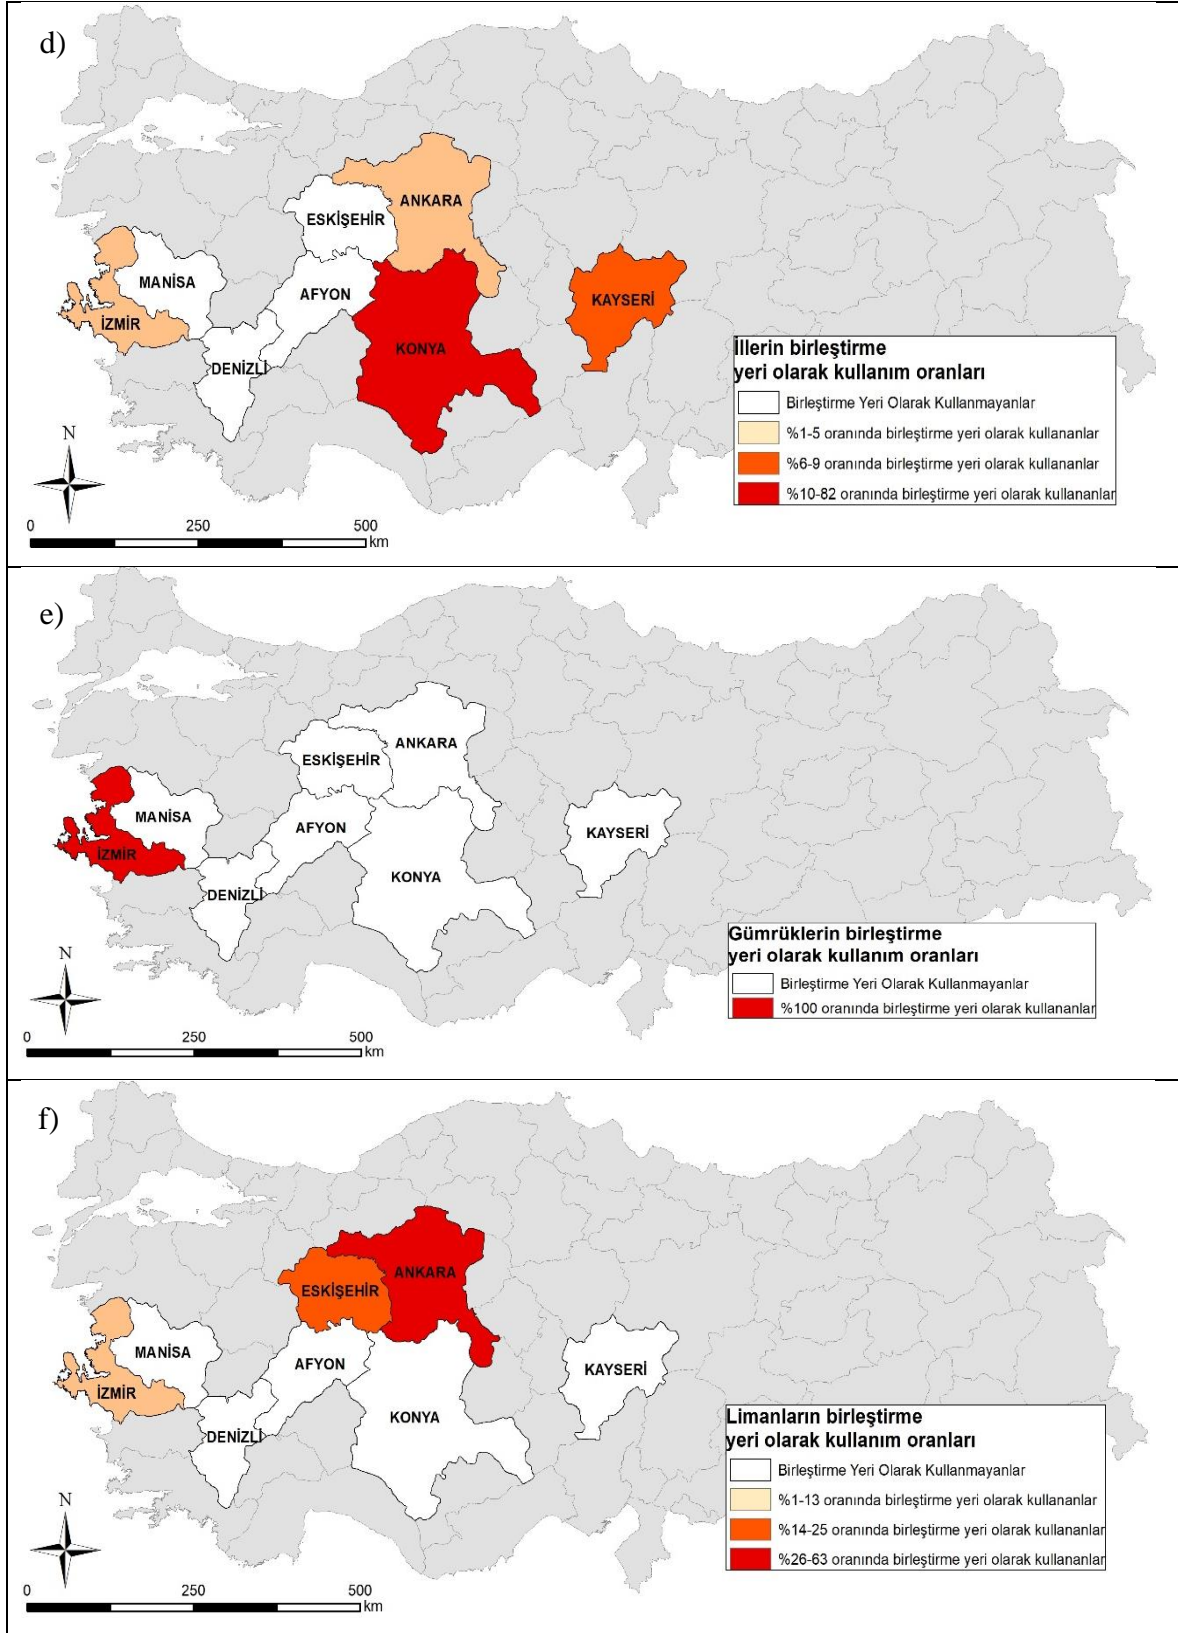 d)
ANKARA
ESKİŞEHİR
MANİSA
AFYON
KAYSERİ
İZMİR
KONYA
DENİZLİ
İllerin birleştirme
yeri olarak kullanım oranları
Birleştirme Yeri Olarak Kullanmayanlar
%1-5 oranında birleştirme yeri olarak kullananlar
%6-9 oranında birleştirme yeri olarak kullananlar
%10-82 oranında birleştirme yeri olarak kullananlar
N
0 250 500
km
e)
ANKARA
ESKİŞEHİR
MANİSA
AFYON
KAYSERİ
İZMİR
KONYA
DENİZLİ
Gümrüklerin birleştirme
yeri olarak kullanım oranları
Birleştirme Yeri Olarak Kullanmayanlar
%100 oranında birleştirme yeri olarak kullananlar
N
0 250 500
km
f)
ANKARA
ESKİŞEHİR
MANİSA
AFYON
KAYSERİ
İZMİR
KONYA
DENİZLİ
Limanların birleştirme
yeri olarak kullanım oranları
Birleştirme Yeri Olarak Kullanmayanlar
%1-13 oranında birleştirme yeri olarak kullananlar
%14-25 oranında birleştirme yeri olarak kullananlar
%26-63 oranında birleştirme yeri olarak kullananlar
N
0 250 500
km